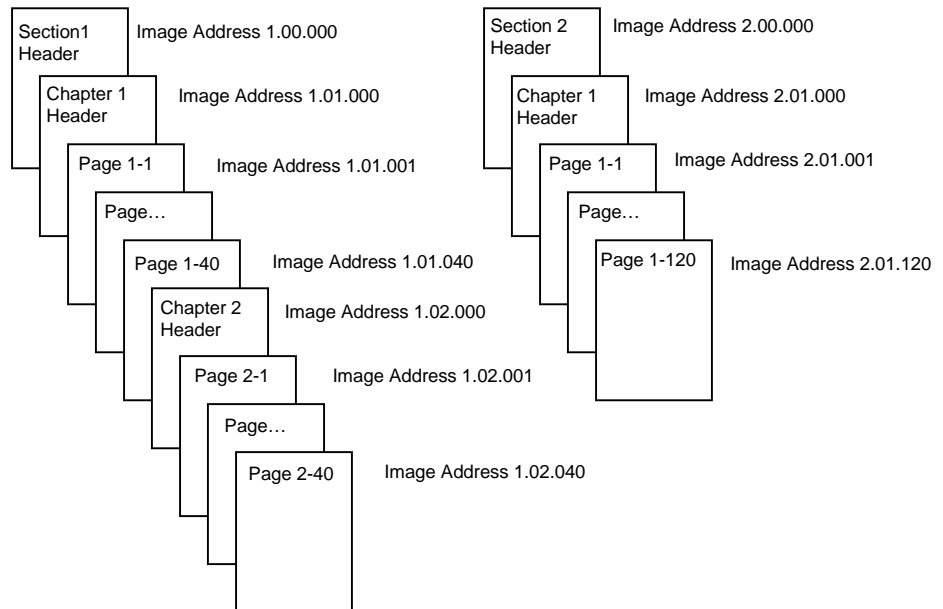 Section1
Header
Image Address 1.00.000
Chapter 1
Header
Image Address 1.01.000
Page 1-1
Image Address 1.01.001
Page…
Page 1-40
Image Address 1.01.040
Chapter 2
Header
Image Address 1.02.000
Page 2-1
Image Address 1.02.001
Page…
Page 2-40
Image Address 1.02.040
Section 2
Header
Image Address 2.00.000
Chapter 1
Header
Image Address 2.01.000
Page 1-1
Image Address 2.01.001
Page…
Page 1-120
Image Address 2.01.120